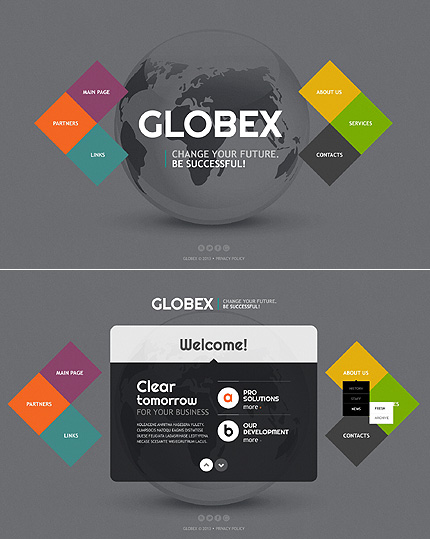 MAIN PAGE
ABOUT US
PARTNERS
GLOBEX
SERVICES
LINKS
CHANGE YOUR FUTURE.
BE SUCCESSFUL!
CONTACTS
GLOBEX © 2012 • PRIVACY POLICY
GLOBEX
CHANGE YOUR FUTURE.
BE SUCCESSFUL!
Welcome!
MAIN PAGE
ABOUT US
PARTNERS
LINKS
CONTACTS
HISTORY
STAFF
NEWS
FRESH
ARCHIVE
Clear
tomorrow
FOR YOUR BUSINESS
a
PRO
SOLUTIONS
more
b
OUR
DEVELOPMENT
more
GLOBEX © 2012 • PRIVACY POLICY